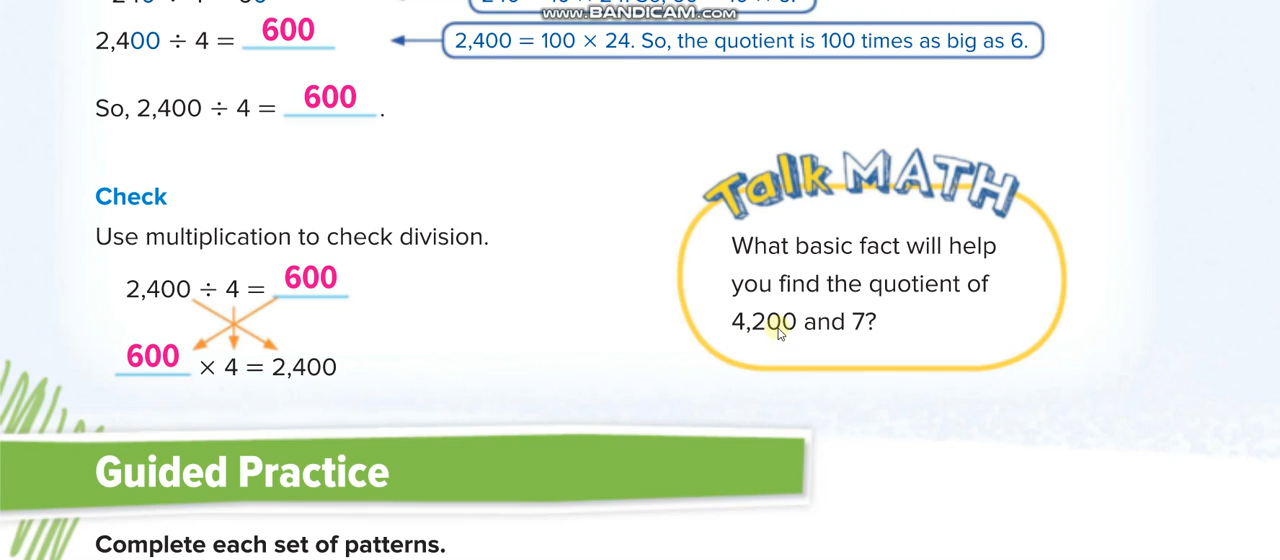 www.BANDICAM.com
2,400 ÷ 4 = 600
2,400 = 100 × 24. So, the quotient is 100 times as big as 6.
So, 2,400 ÷ 4 = 600.
Check
Use multiplication to check division.
2,400 ÷ 4 = 600
600 × 4 = 2,400
Talk MATH
What basic fact will help
you find the quotient of
4,200 and 7?
Guided Practice
Complete each set of patterns.